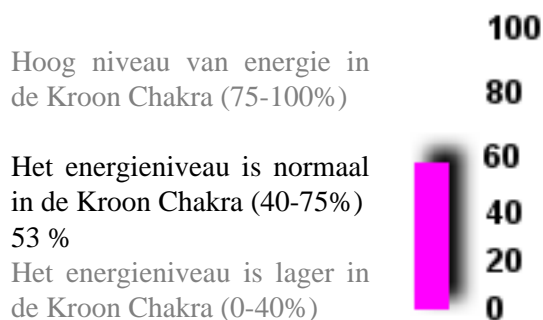 Hoog niveau van energie in
de Kroon Chakra (75-100%)
Het energieniveau is normaal
in de Kroon Chakra (40-75%)
53 %
Het energieniveau is lager in
de Kroon Chakra (0-40%)
100
80
60
40
20
0